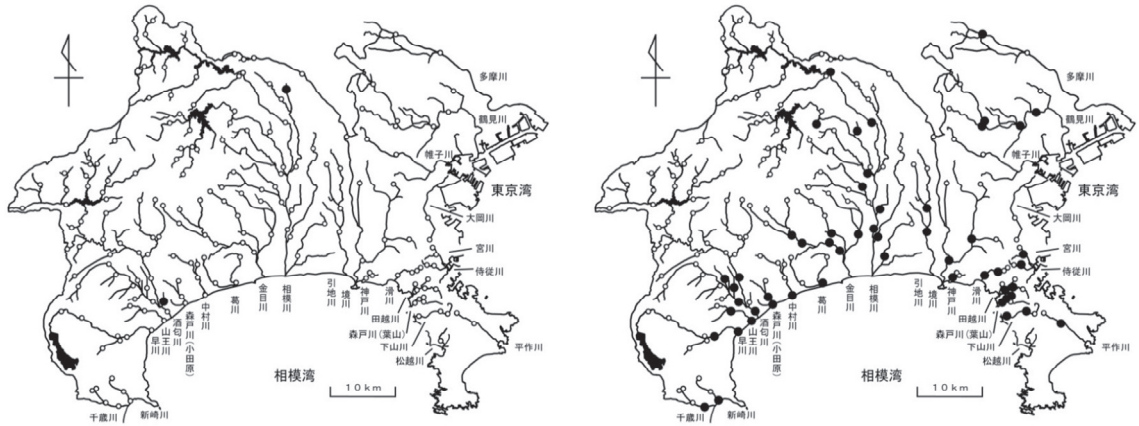 多摩川
鶴見川
帷子川
東京湾
大岡川
宮川
侍従川
金目川
相模川
引地川
境川
神戸川
滑川
葛川
中村川
森戸川(小田原)
酒匂川
山王川
早川
田越川
森戸川(葉山)
下山川
松越川
平作川
相模湾
10km
千歳川
新崎川
多摩川
鶴見川
帷子川
東京湾
大岡川
宮川
侍従川
金目川
相模川
引地川
境川
神戸川
滑川
葛川
中村川
森戸川(小田原)
酒匂川
山王川
早川
田越川
森戸川(葉山)
下山川
松越川
平作川
相模湾
10km
千歳川
新崎川